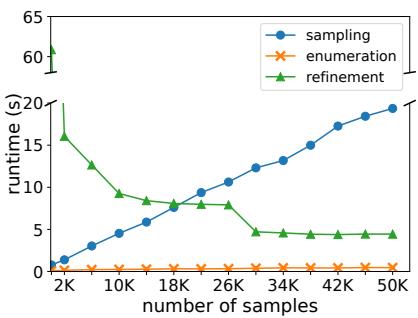 65
60
20
15
10
5
0
runtime (s)
sampling
enumeration
refinement
2K 10K 18K 26K 34K 42K 50K
number of samples